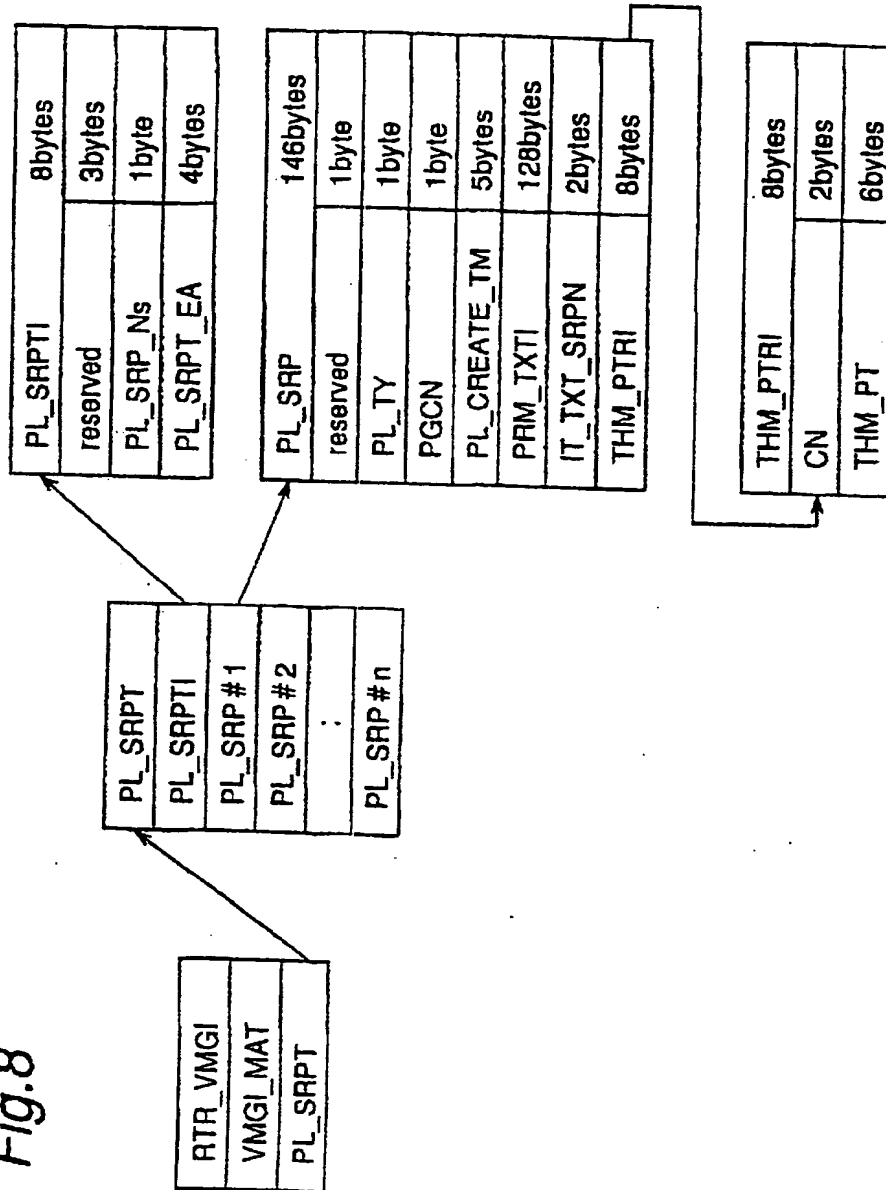 Fig.8
RTR_VMGI
VMGI_MAT
PL_SRPT
PL_SRPT
PL_SRPTI
PL_SRP#1
PL_SRP#2
:
PL_SRP#n
PL_SRPTI 8bytes
reserved 3bytes
PL_SRP_Ns 1byte
PL_SRPT_EA 4bytes
PL_SRP 146bytes
reserved 1byte
PL_TY 1byte
PGCN 1byte
PL_CREATE_TM 5bytes
PRM_TXTI 128bytes
IT_TXT_SRPN 2bytes
THM_PTRI 8bytes
THM_PTRI 8bytes
CN 2bytes
THM_PT 6bytes